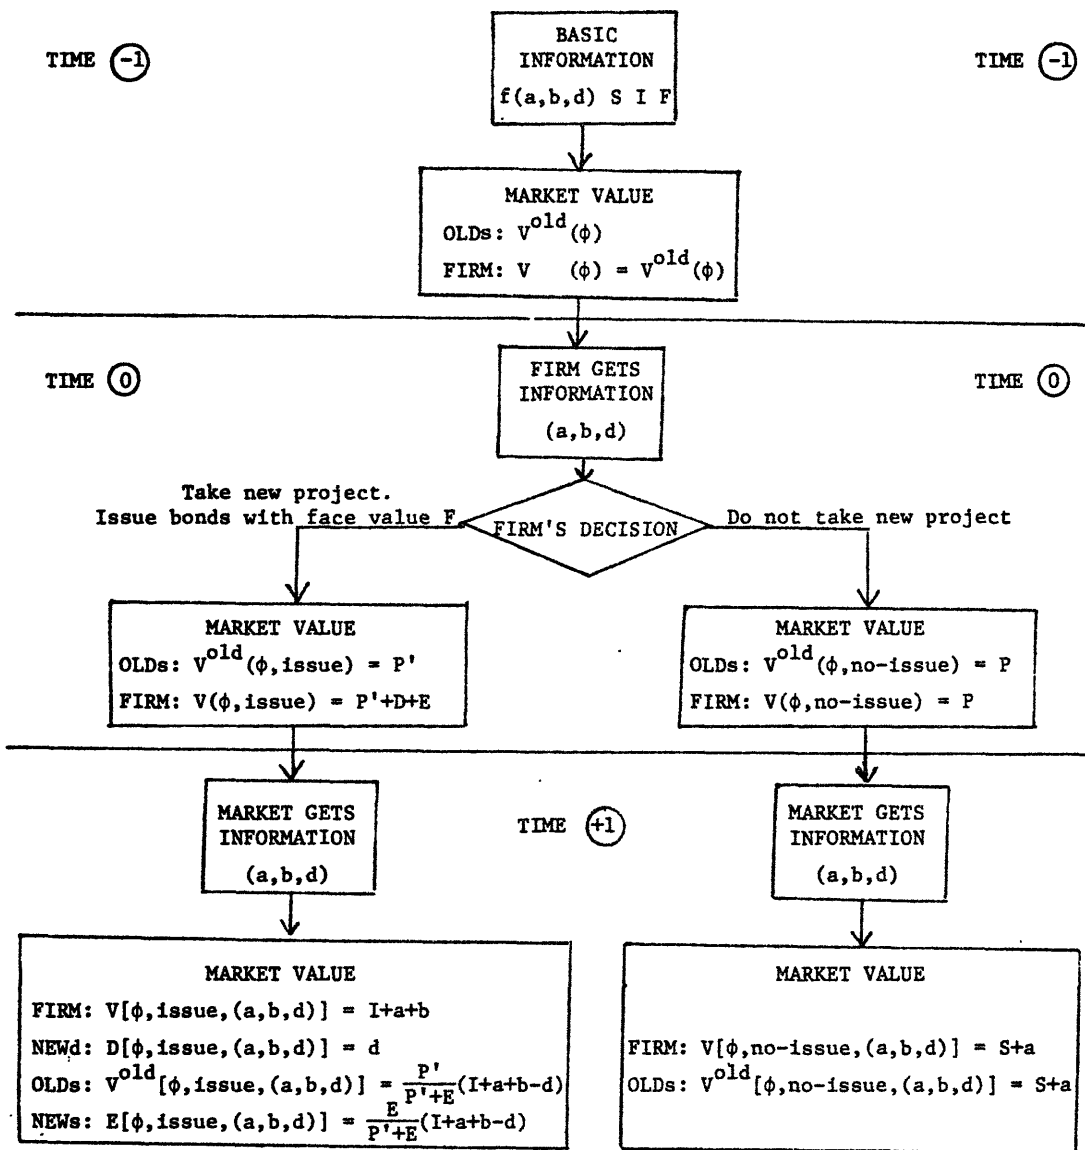 TIME -1
BASIC
INFORMATION
f(a,b,d) S I F
TIME -1
MARKET VALUE
OLDs: V^old(ϕ)
FIRM: V (ϕ) = V^old(ϕ)
TIME 0
FIRM GETS
INFORMATION
(a,b,d)
TIME 0
Take new project.
Issue bonds with face value F
FIRM'S DECISION
Do not take new project
MARKET VALUE
OLDs: V^old(ϕ,issue) = P'
FIRM: V(ϕ,issue) = P'+D+E
MARKET VALUE
OLDs: V^old(ϕ,no-issue) = P
FIRM: V(ϕ,no-issue) = P
MARKET GETS
INFORMATION
(a,b,d)
TIME +1
MARKET GETS
INFORMATION
(a,b,d)
MARKET VALUE
FIRM: V[ϕ,issue,(a,b,d)] = I+a+b
NEWd: D[ϕ,issue,(a,b,d)] = d
OLDs: V^old[ϕ,issue,(a,b,d)] = P'/(P'+E)(I+a+b-d)
NEWs: E[ϕ,issue,(a,b,d)] = E/(P'+E)(I+a+b-d)
MARKET VALUE
FIRM: V[ϕ,no-issue,(a,b,d)] = S+a
OLDs: V^old[ϕ,no-issue,(a,b,d)] = S+a